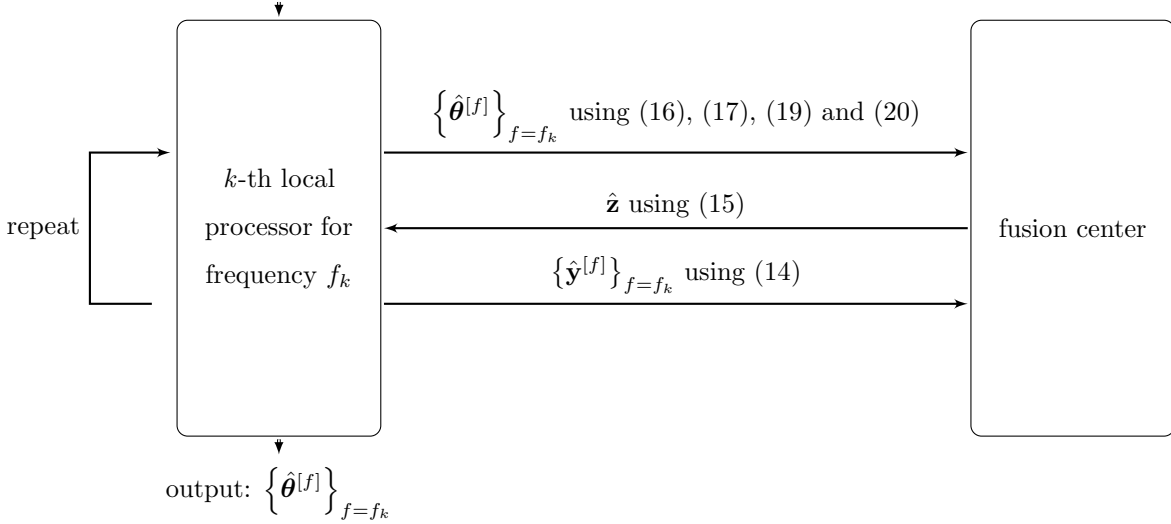 {θ̂^[f]}_{f=f_k} using (16), (17), (19) and (20)
k-th local
processor for
frequency f_k
repeat
ẑ using (15)
fusion center
{ŷ^[f]}_{f=f_k} using (14)
output: {θ̂^[f]}_{f=f_k}